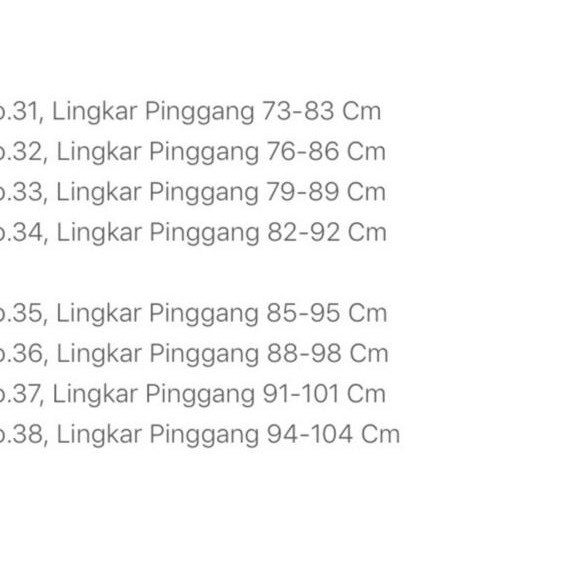 o.31, Lingkar Pinggang 73-83 Cm
o.32, Lingkar Pinggang 76-86 Cm
o.33, Lingkar Pinggang 79-89 Cm
o.34, Lingkar Pinggang 82-92 Cm
o.35, Lingkar Pinggang 85-95 Cm
o.36, Lingkar Pinggang 88-98 Cm
o.37, Lingkar Pinggang 91-101 Cm
o.38, Lingkar Pinggang 94-104 Cm